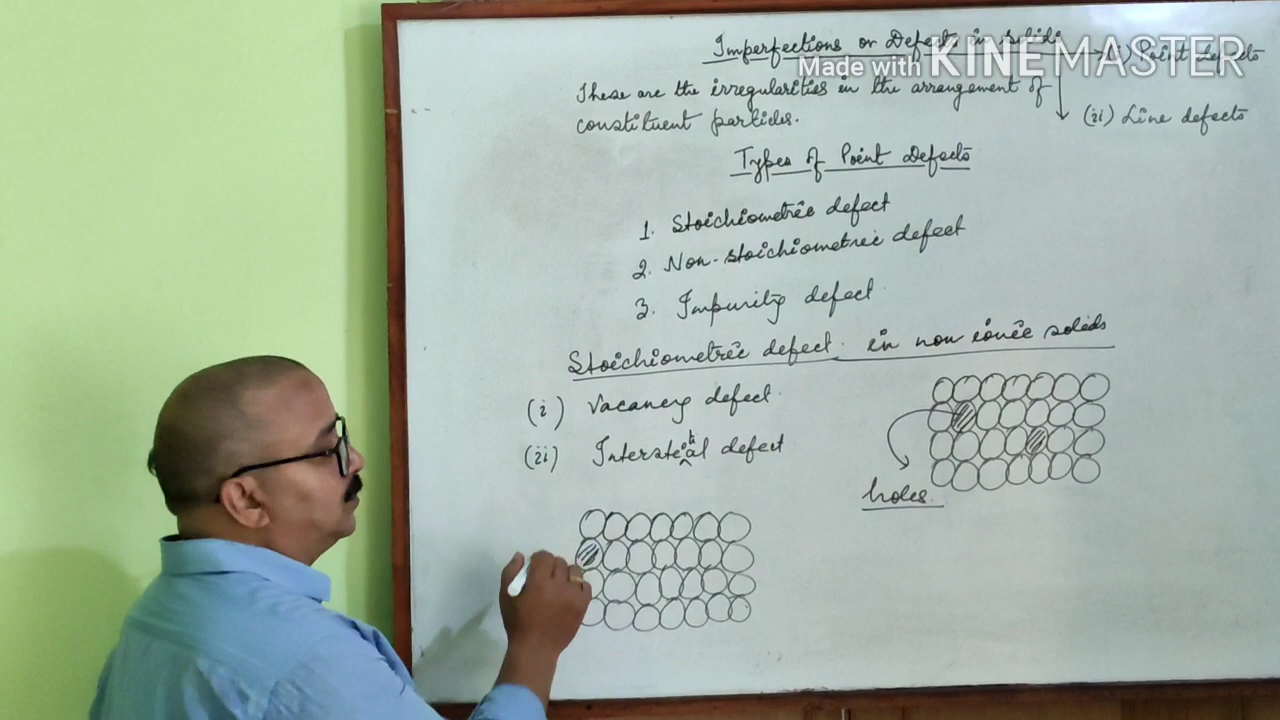 Imperfections or Defects in solids → (i) Point defects
Made with KINEMASTER
These are the irregularities in the arrangement of
constituent particles.
(ii) Line defects
Types of Point Defects
1. Stoichiometric defect
2. Non-stoichiometric defect
3. Impurity defect
Stoichiometric defect in non ionic solids
(i) Vacancy defect
(ii) Interstitial defect
holes